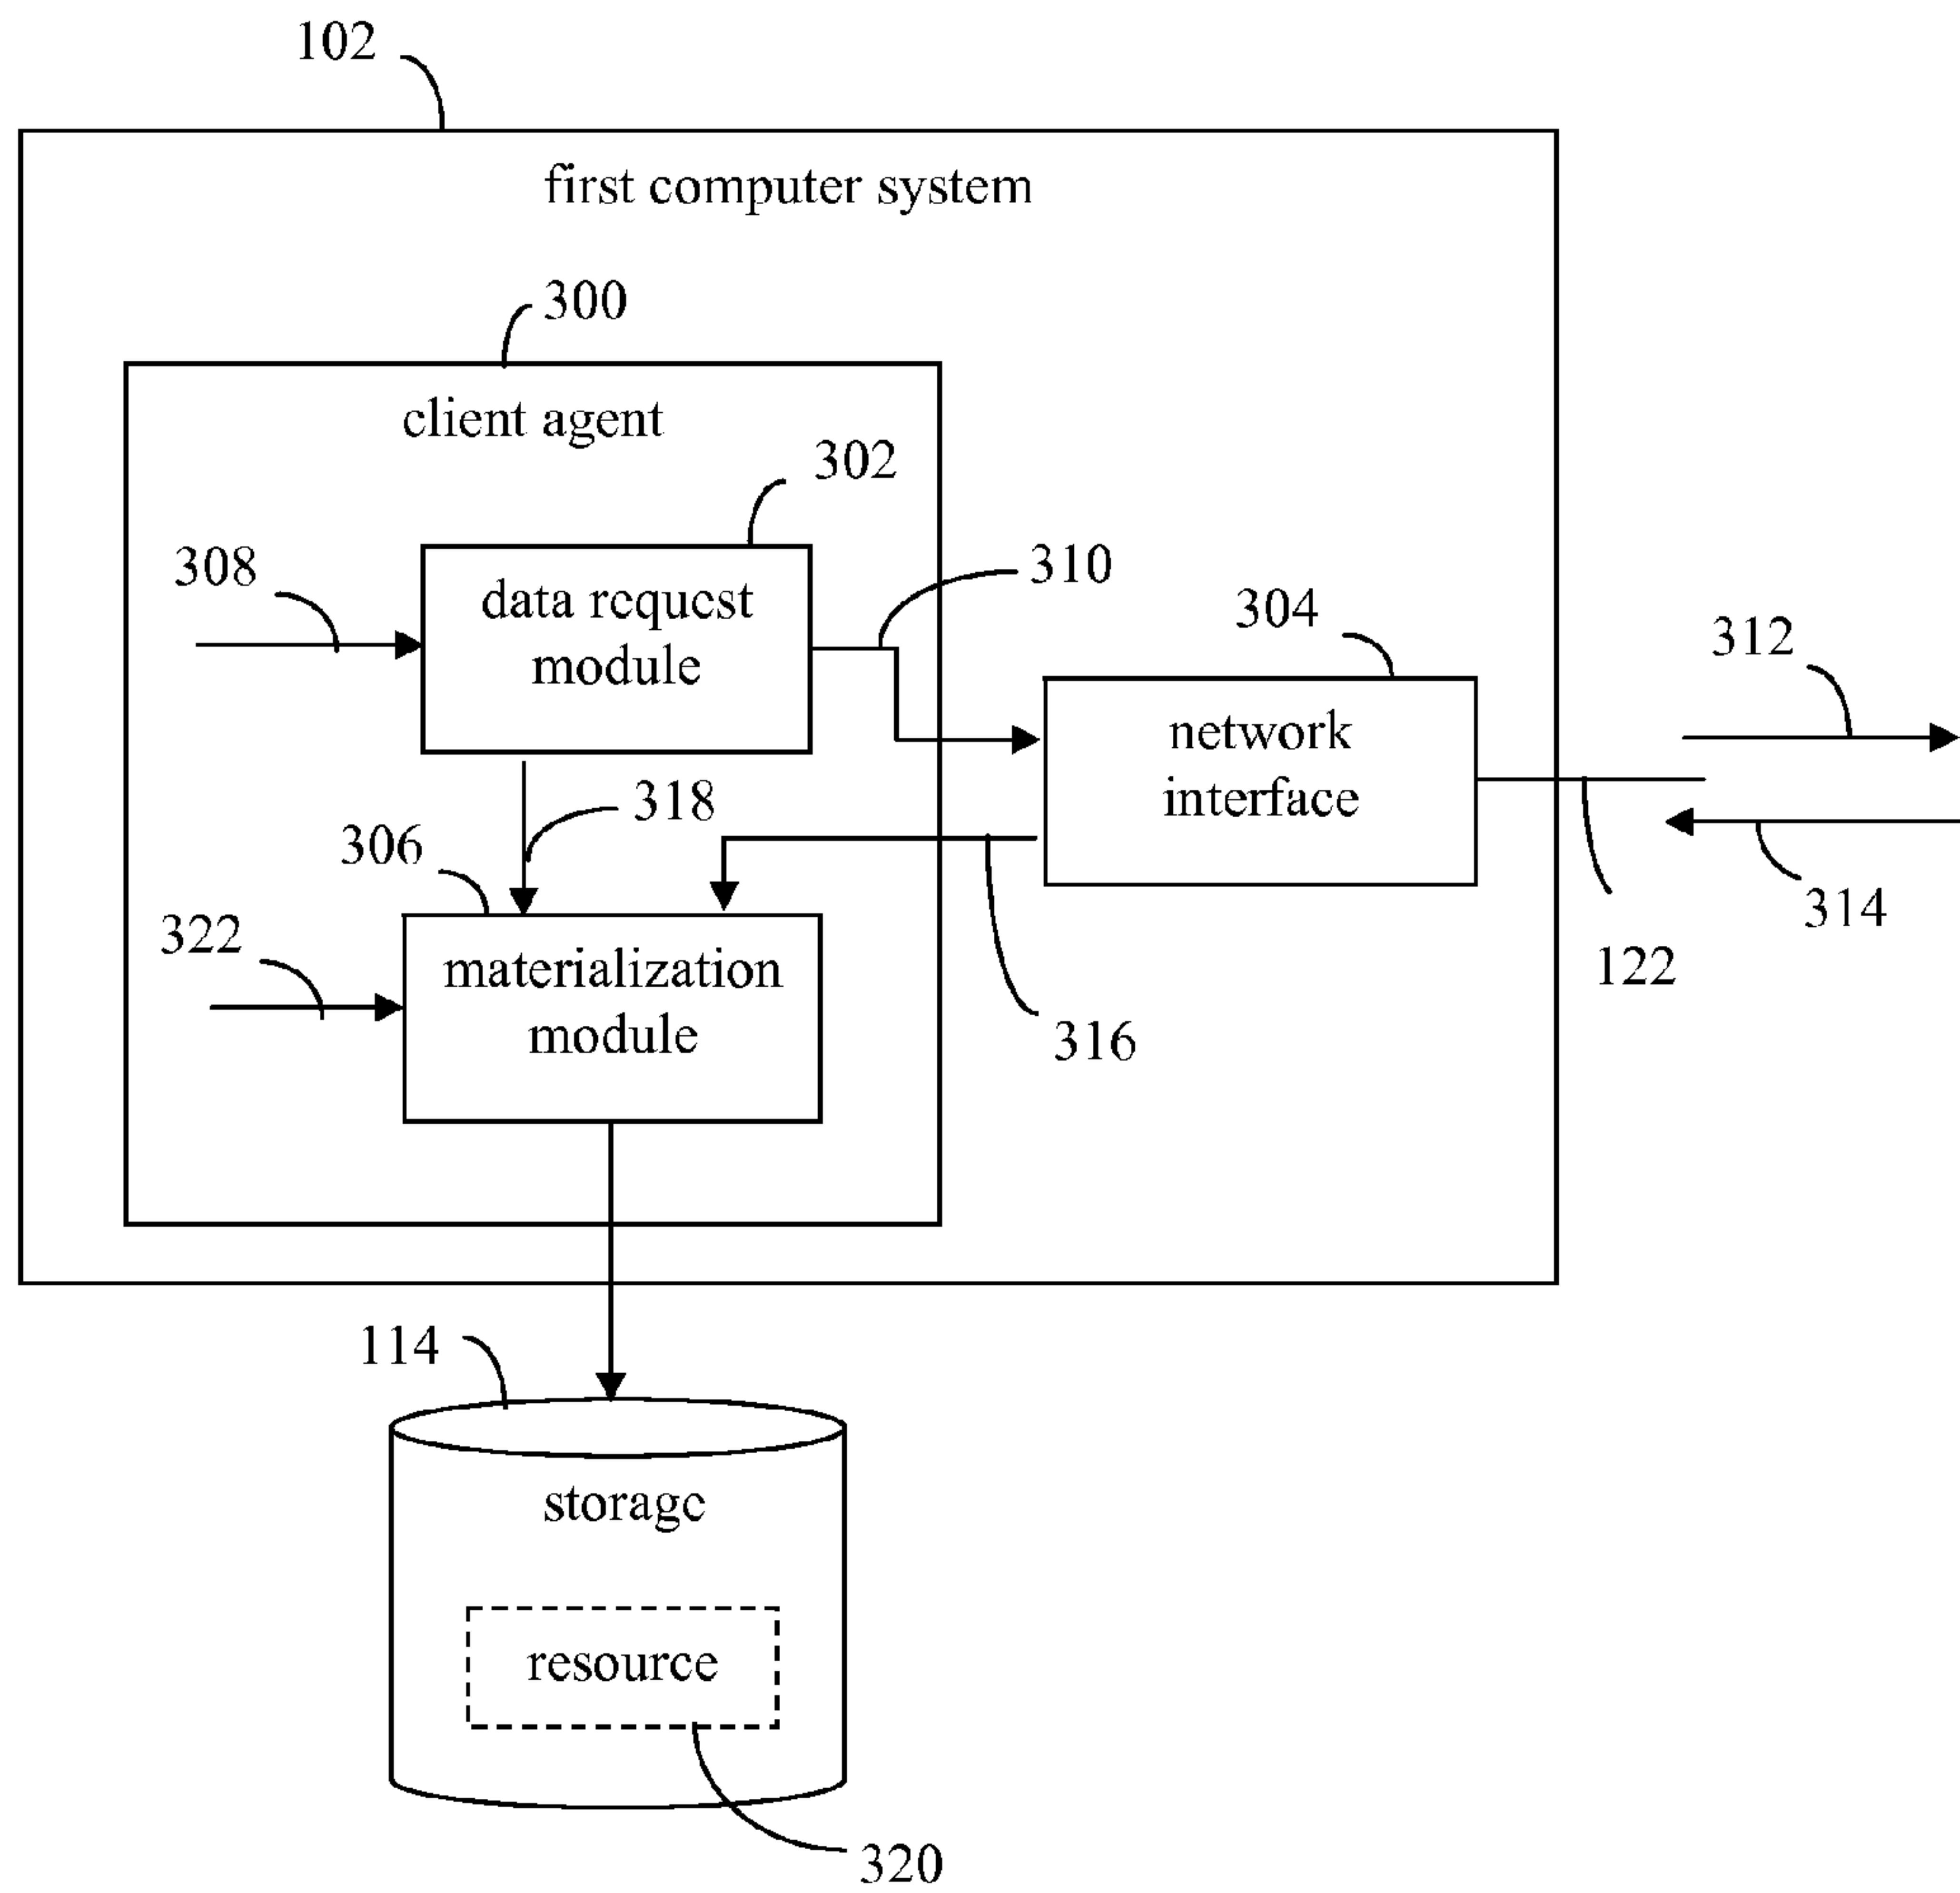 102
first computer system
300
client agent
302
308
data request
module
310
304
312
network
interface
318
306
314
322
materialization
module
122
316
114
storage
resource
320